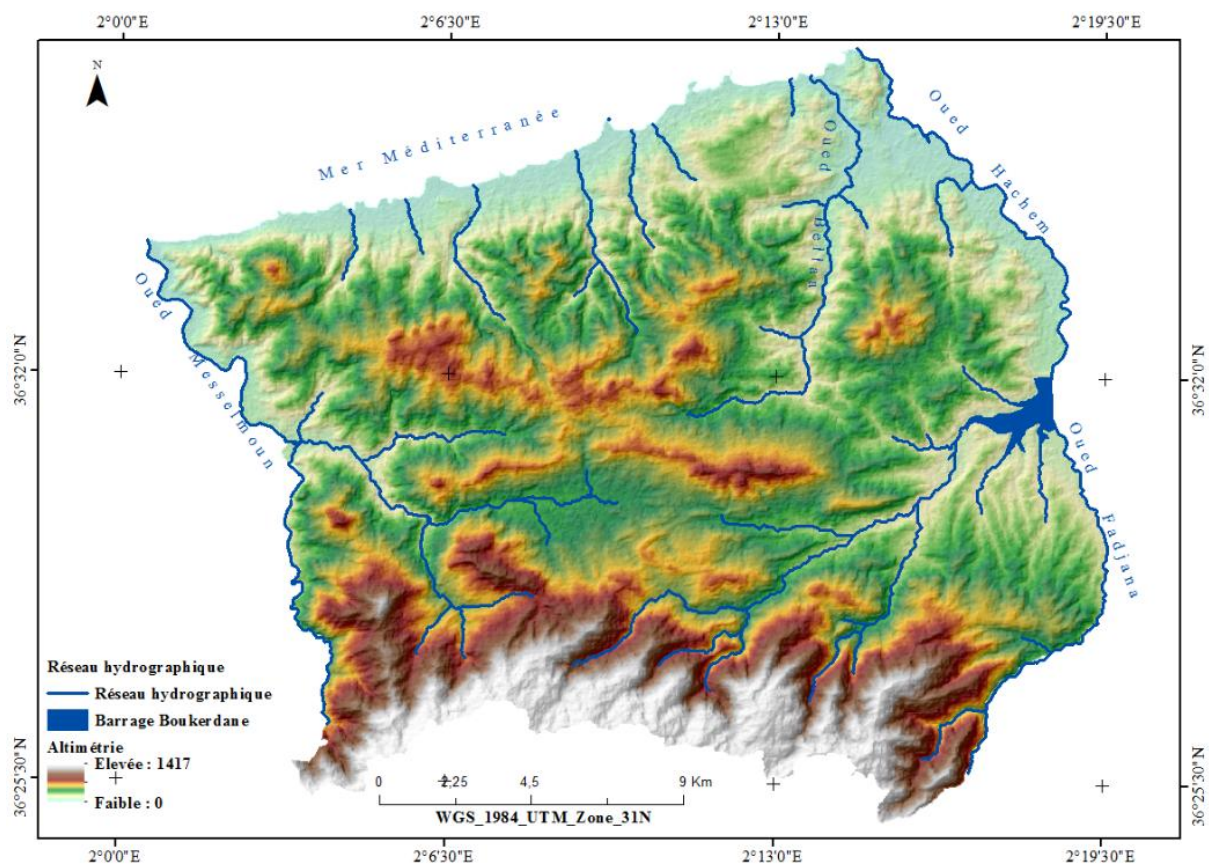 2°0'0"E 2°6'30"E 2°13'0"E 2°19'30"E
N
Mer Méditerranée
Oued Hachem
Oued Bellah
Oued Messelmoun
36°32'0"N
36°32'0"N
Oued Fadjana
Réseau hydrographique
Réseau hydrographique
Barrage Boukerdane
Altimétrie
Elevée : 1417
Faible : 0
36°25'30"N
36°25'30"N
0 2.25 4,5 9 Km
WGS_1984_UTM_Zone_31N
2°0'0"E 2°6'30"E 2°13'0"E 2°19'30"E